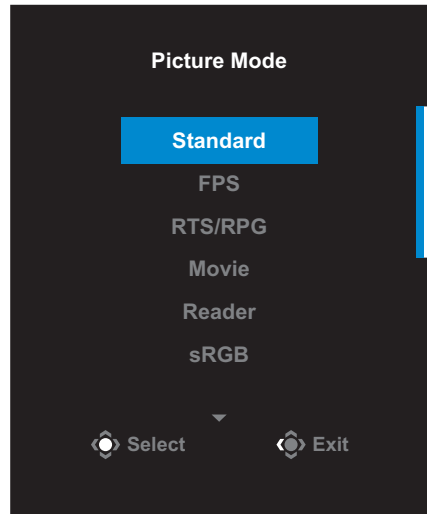 Picture Mode
Standard
FPS
RTS/RPG
Movie
Reader
sRGB
Select Exit